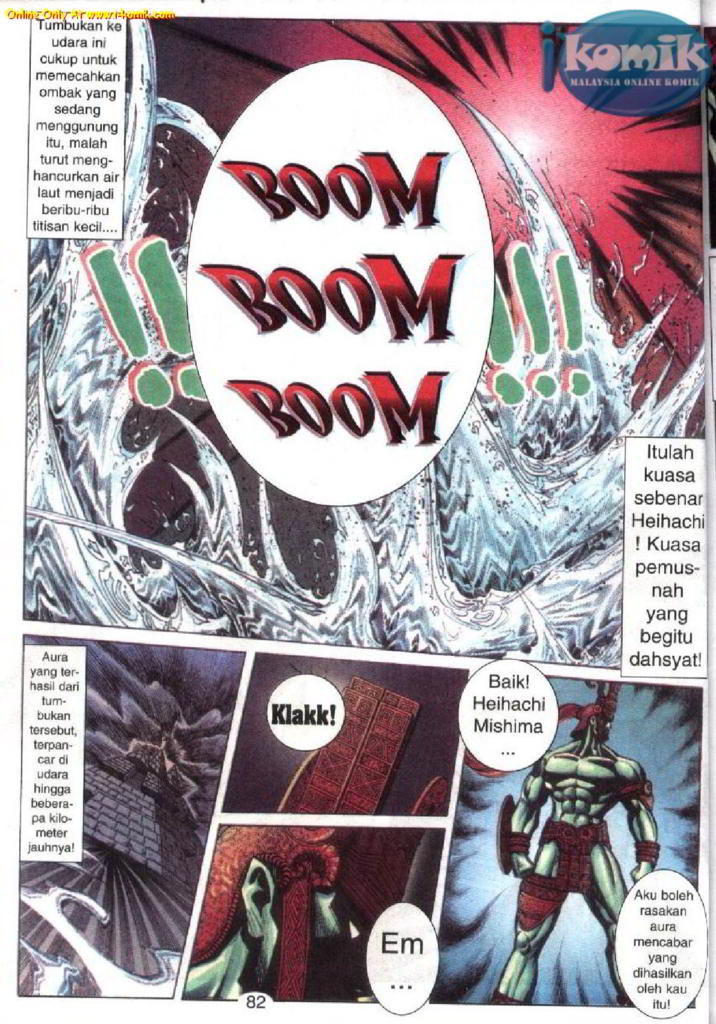 Online Only At www.i-komik.com
i komik
MALAYSIA ONLINE KOMIK
Tumbukan ke
udara ini
cukup untuk
memecahkan
ombak yang
sedang
menggunung
itu, malah
turut meng-
hancurkan air
laut menjadi
beribu-ribu
titisan kecil....
!! !!!
BOOM
BOOM
BOOM
Itulah
kuasa
sebenar
Heihachi
! Kuasa
pemus-
nah
yang
begitu
dahsyat!
Aura
yang ter-
hasil dari
tum-
bukan
tersebut,
terpan-
car di
udara
hingga
bebera-
pa kilo-
meter
jauhnya!
Klakk!
Em
...
Baik!
Heihachi
Mishima
...
Aku boleh
rasakan
aura
mencabar
yang
dihasilkan
oleh kau
itu!
82